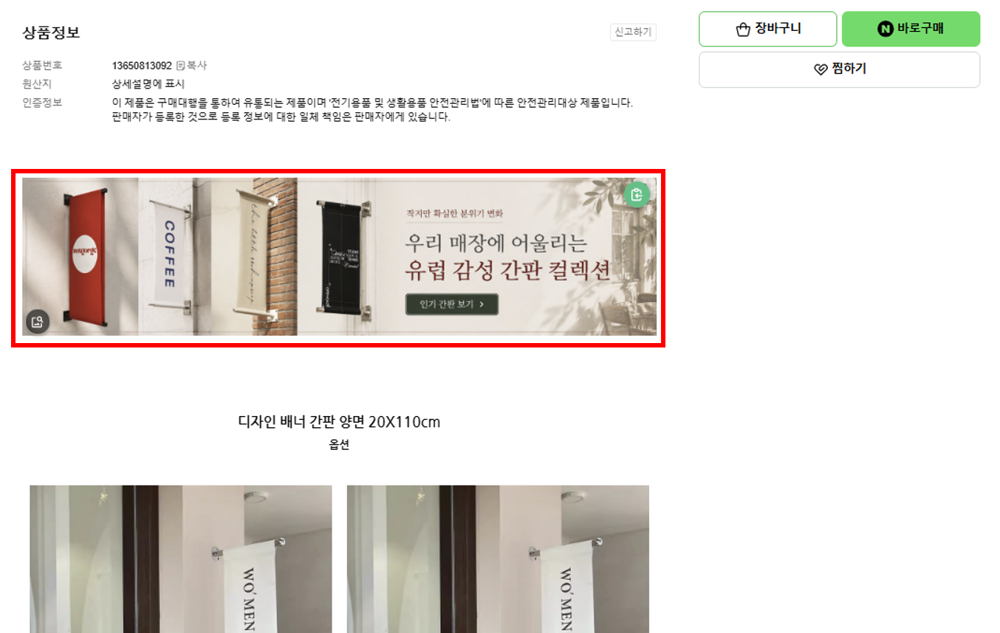 상품정보
신고하기
장바구니
N 바로구매
찜하기
상품번호 13650813092 복사
원산지 상세설명에 표시
인증정보 이 제품은 구매대행을 통하여 유통되는 제품이며 '전기용품 및 생활용품 안전관리법'에 따른 안전관리대상 제품입니다.
판매자가 등록한 것으로 등록 정보에 대한 일체 책임은 판매자에게 있습니다.
COFFEE
작지만 확실한 분위기 변화
우리 매장에 어울리는
유럽 감성 간판 컬렉션
인기 간판 보기 >
디자인 배너 간판 양면 20X110cm
옵션
WO'MEN
WO'MEN